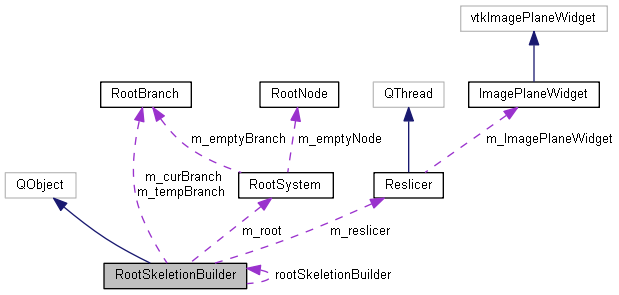 vtkImagePlaneWidget
RootBranch
RootNode
QThread
ImagePlaneWidget
m_emptyBranch
m_emptyNode
m_ImagePlaneWidget
QObject
m_curBranch
m_tempBranch
RootSystem
Reslicer
m_root
m_reslicer
RootSkeletionBuilder
rootSkeletionBuilder